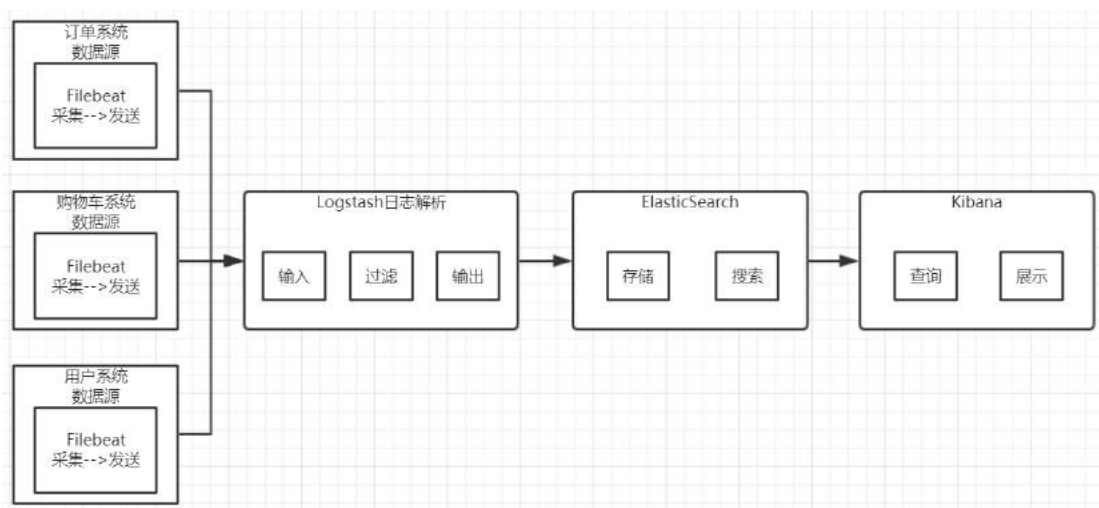 订单系统
数据源
Filebeat
采集-->发送
购物车系统
数据源
Filebeat
采集-->发送
用户系统
数据源
Filebeat
采集-->发送
Logstash日志解析
输入
过滤
输出
ElasticSearch
存储
搜索
Kibana
查询
展示